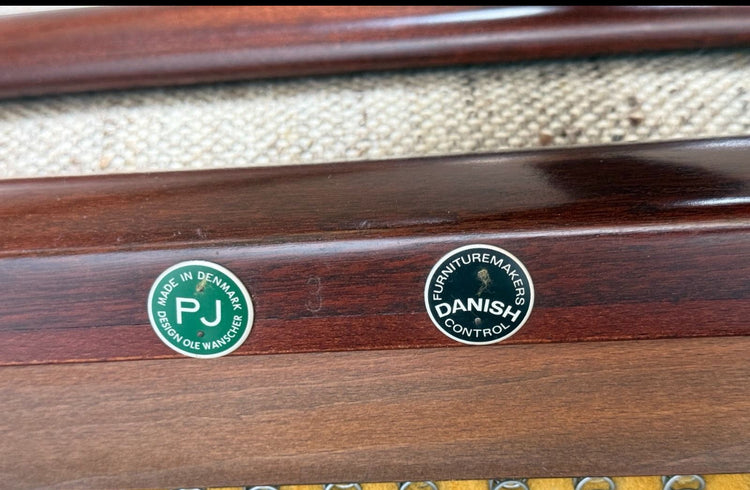 MADE IN DENMARK
PJ
DESIGN OLE WANSCHER
FURNITUREMAKERS
DANISH
CONTROL